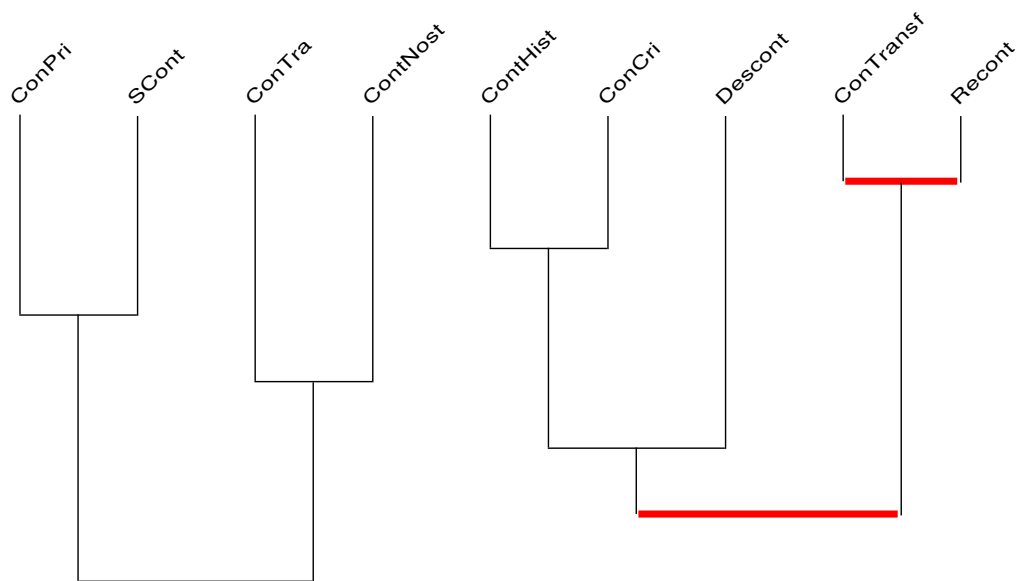 ConPri
SCont
ConTra
ContNost
ContHist
ConCri
Descont
ConTransf
Recont